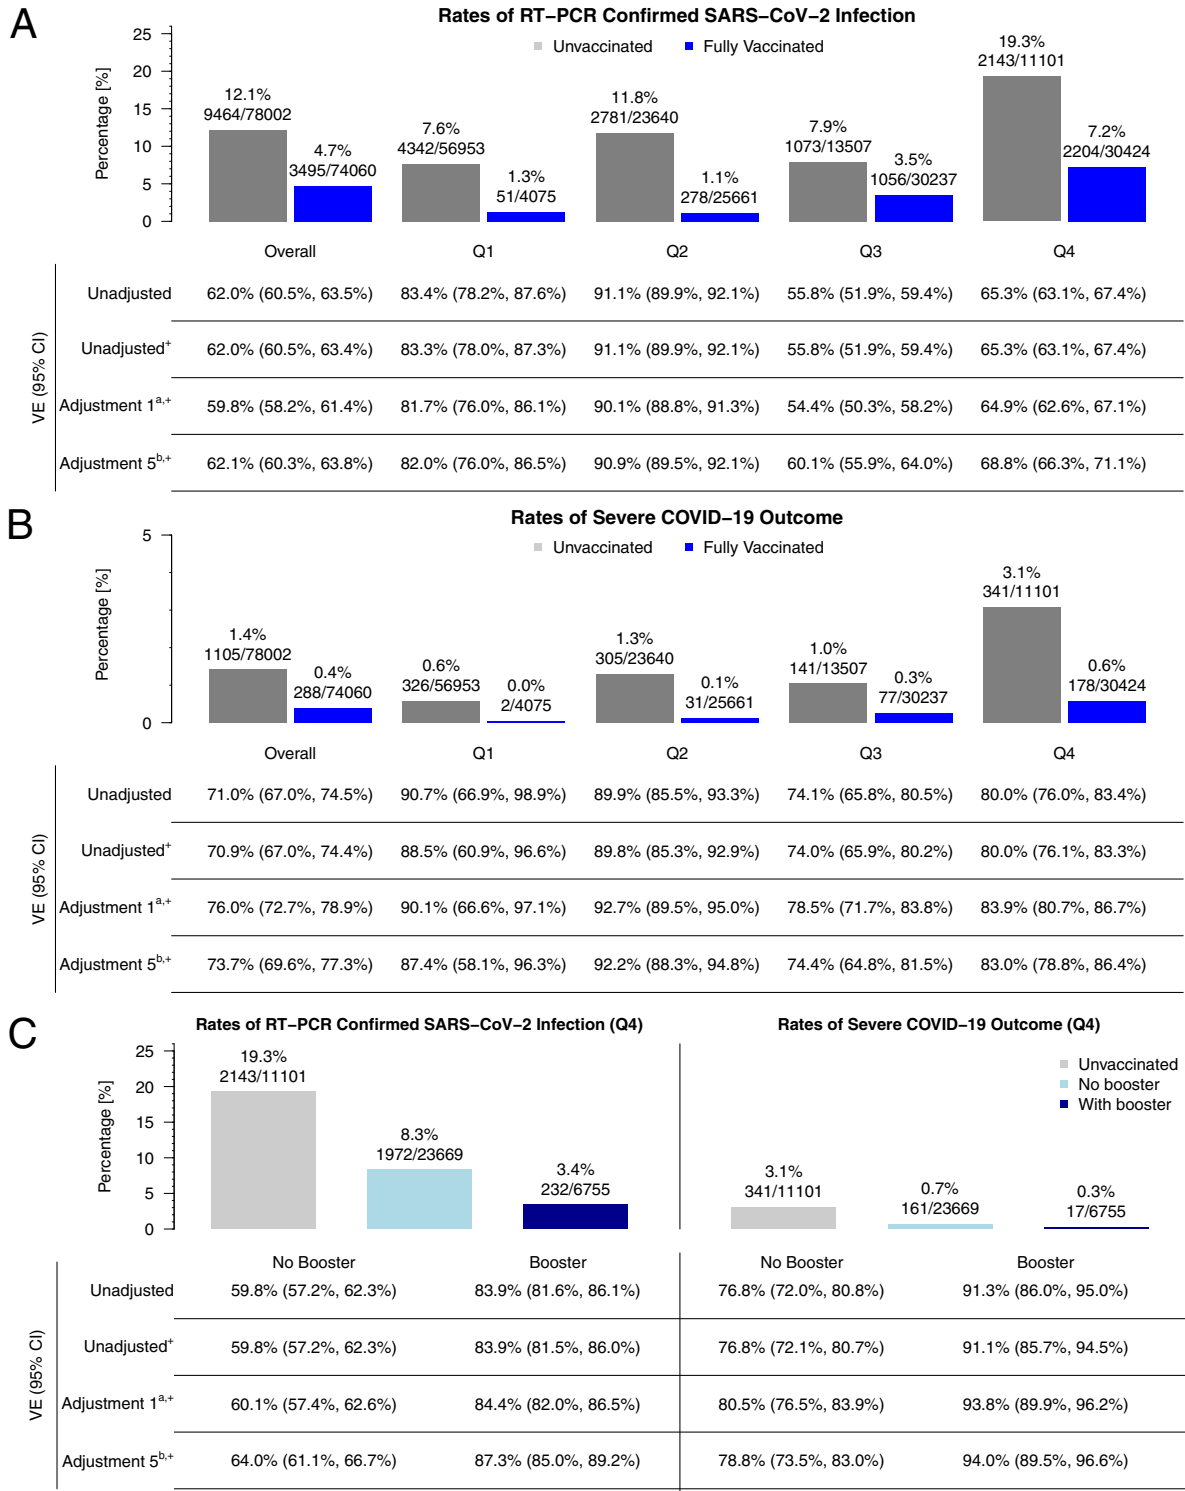 A
Rates of RT−PCR Confirmed SARS−CoV−2 Infection
Unvaccinated Fully Vaccinated
Percentage [%]
25
20
15
10
5
0
12.1%
9464/78002
4.7%
3495/74060
7.6%
4342/56953
1.3%
51/4075
11.8%
2781/23640
1.1%
278/25661
7.9%
1073/13507
3.5%
1056/30237
19.3%
2143/11101
7.2%
2204/30424
Overall Q1 Q2 Q3 Q4
VE (95% CI)
Unadjusted 62.0% (60.5%, 63.5%) 83.4% (78.2%, 87.6%) 91.1% (89.9%, 92.1%) 55.8% (51.9%, 59.4%) 65.3% (63.1%, 67.4%)
Unadjusted⁺ 62.0% (60.5%, 63.4%) 83.3% (78.0%, 87.3%) 91.1% (89.9%, 92.1%) 55.8% (51.9%, 59.4%) 65.3% (63.1%, 67.4%)
Adjustment 1ᵃ,⁺ 59.8% (58.2%, 61.4%) 81.7% (76.0%, 86.1%) 90.1% (88.8%, 91.3%) 54.4% (50.3%, 58.2%) 64.9% (62.6%, 67.1%)
Adjustment 5ᵇ,⁺ 62.1% (60.3%, 63.8%) 82.0% (76.0%, 86.5%) 90.9% (89.5%, 92.1%) 60.1% (55.9%, 64.0%) 68.8% (66.3%, 71.1%)
B
Rates of Severe COVID−19 Outcome
Unvaccinated Fully Vaccinated
Percentage [%]
5
0
1.4%
1105/78002
0.4%
288/74060
0.6%
326/56953
0.0%
2/4075
1.3%
305/23640
0.1%
31/25661
1.0%
141/13507
0.3%
77/30237
3.1%
341/11101
0.6%
178/30424
Overall Q1 Q2 Q3 Q4
VE (95% CI)
Unadjusted 71.0% (67.0%, 74.5%) 90.7% (66.9%, 98.9%) 89.9% (85.5%, 93.3%) 74.1% (65.8%, 80.5%) 80.0% (76.0%, 83.4%)
Unadjusted⁺ 70.9% (67.0%, 74.4%) 88.5% (60.9%, 96.6%) 89.8% (85.3%, 92.9%) 74.0% (65.9%, 80.2%) 80.0% (76.1%, 83.3%)
Adjustment 1ᵃ,⁺ 76.0% (72.7%, 78.9%) 90.1% (66.6%, 97.1%) 92.7% (89.5%, 95.0%) 78.5% (71.7%, 83.8%) 83.9% (80.7%, 86.7%)
Adjustment 5ᵇ,⁺ 73.7% (69.6%, 77.3%) 87.4% (58.1%, 96.3%) 92.2% (88.3%, 94.8%) 74.4% (64.8%, 81.5%) 83.0% (78.8%, 86.4%)
C
Rates of RT−PCR Confirmed SARS−CoV−2 Infection (Q4)
Rates of Severe COVID−19 Outcome (Q4)
Unvaccinated
No booster
With booster
Percentage [%]
25
20
15
10
5
0
19.3%
2143/11101
8.3%
1972/23669
3.4%
232/6755
3.1%
341/11101
0.7%
161/23669
0.3%
17/6755
No Booster Booster No Booster Booster
VE (95% CI)
Unadjusted 59.8% (57.2%, 62.3%) 83.9% (81.6%, 86.1%) 76.8% (72.0%, 80.8%) 91.3% (86.0%, 95.0%)
Unadjusted⁺ 59.8% (57.2%, 62.3%) 83.9% (81.5%, 86.0%) 76.8% (72.1%, 80.7%) 91.1% (85.7%, 94.5%)
Adjustment 1ᵃ,⁺ 60.1% (57.4%, 62.6%) 84.4% (82.0%, 86.5%) 80.5% (76.5%, 83.9%) 93.8% (89.9%, 96.2%)
Adjustment 5ᵇ,⁺ 64.0% (61.1%, 66.7%) 87.3% (85.0%, 89.2%) 78.8% (73.5%, 83.0%) 94.0% (89.5%, 96.6%)